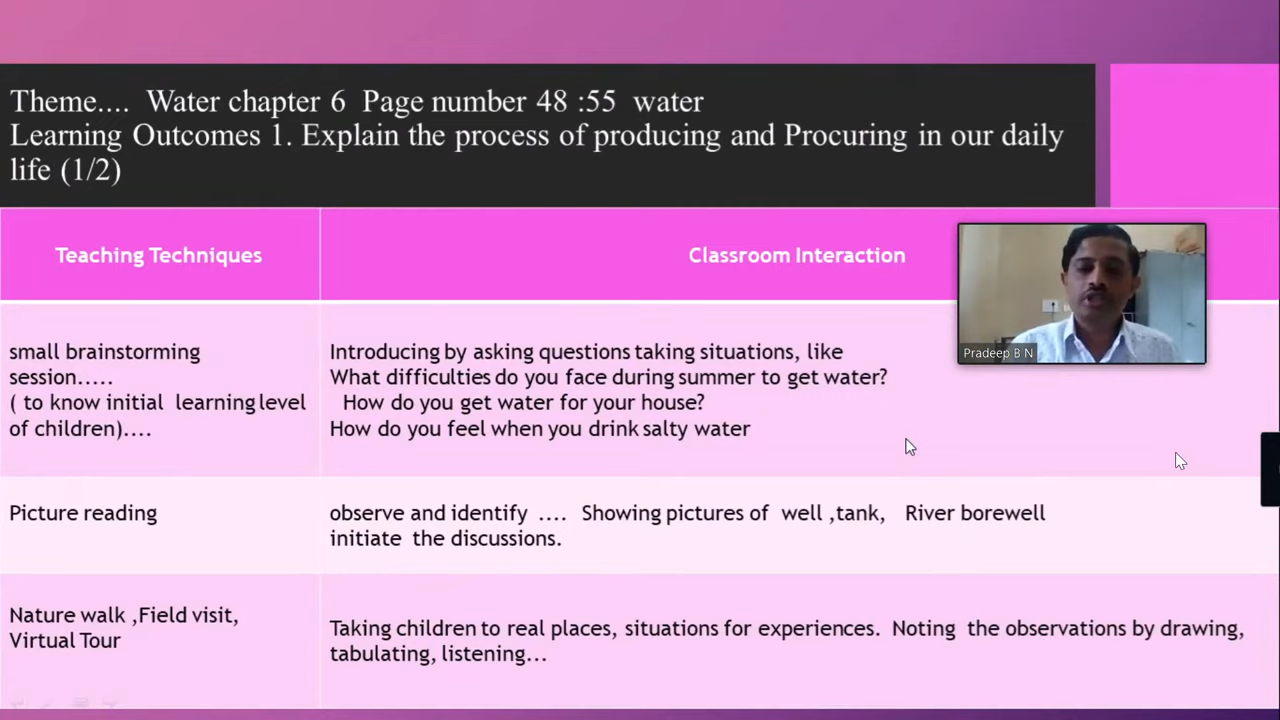 Theme.... Water chapter 6 Page number 48 :55 water
Learning Outcomes 1. Explain the process of producing and Procuring in our daily
life (1/2)
Teaching Techniques
Classroom Interaction
small brainstorming
session.....
( to know initial learning level
of children)....
Introducing by asking questions taking situations, like
What difficulties do you face during summer to get water?
How do you get water for your house?
How do you feel when you drink salty water
Pradeep B N
Picture reading
observe and identify .... Showing pictures of well ,tank, River borewell
initiate the discussions.
Nature walk ,Field visit,
Virtual Tour
Taking children to real places, situations for experiences. Noting the observations by drawing,
tabulating, listening...